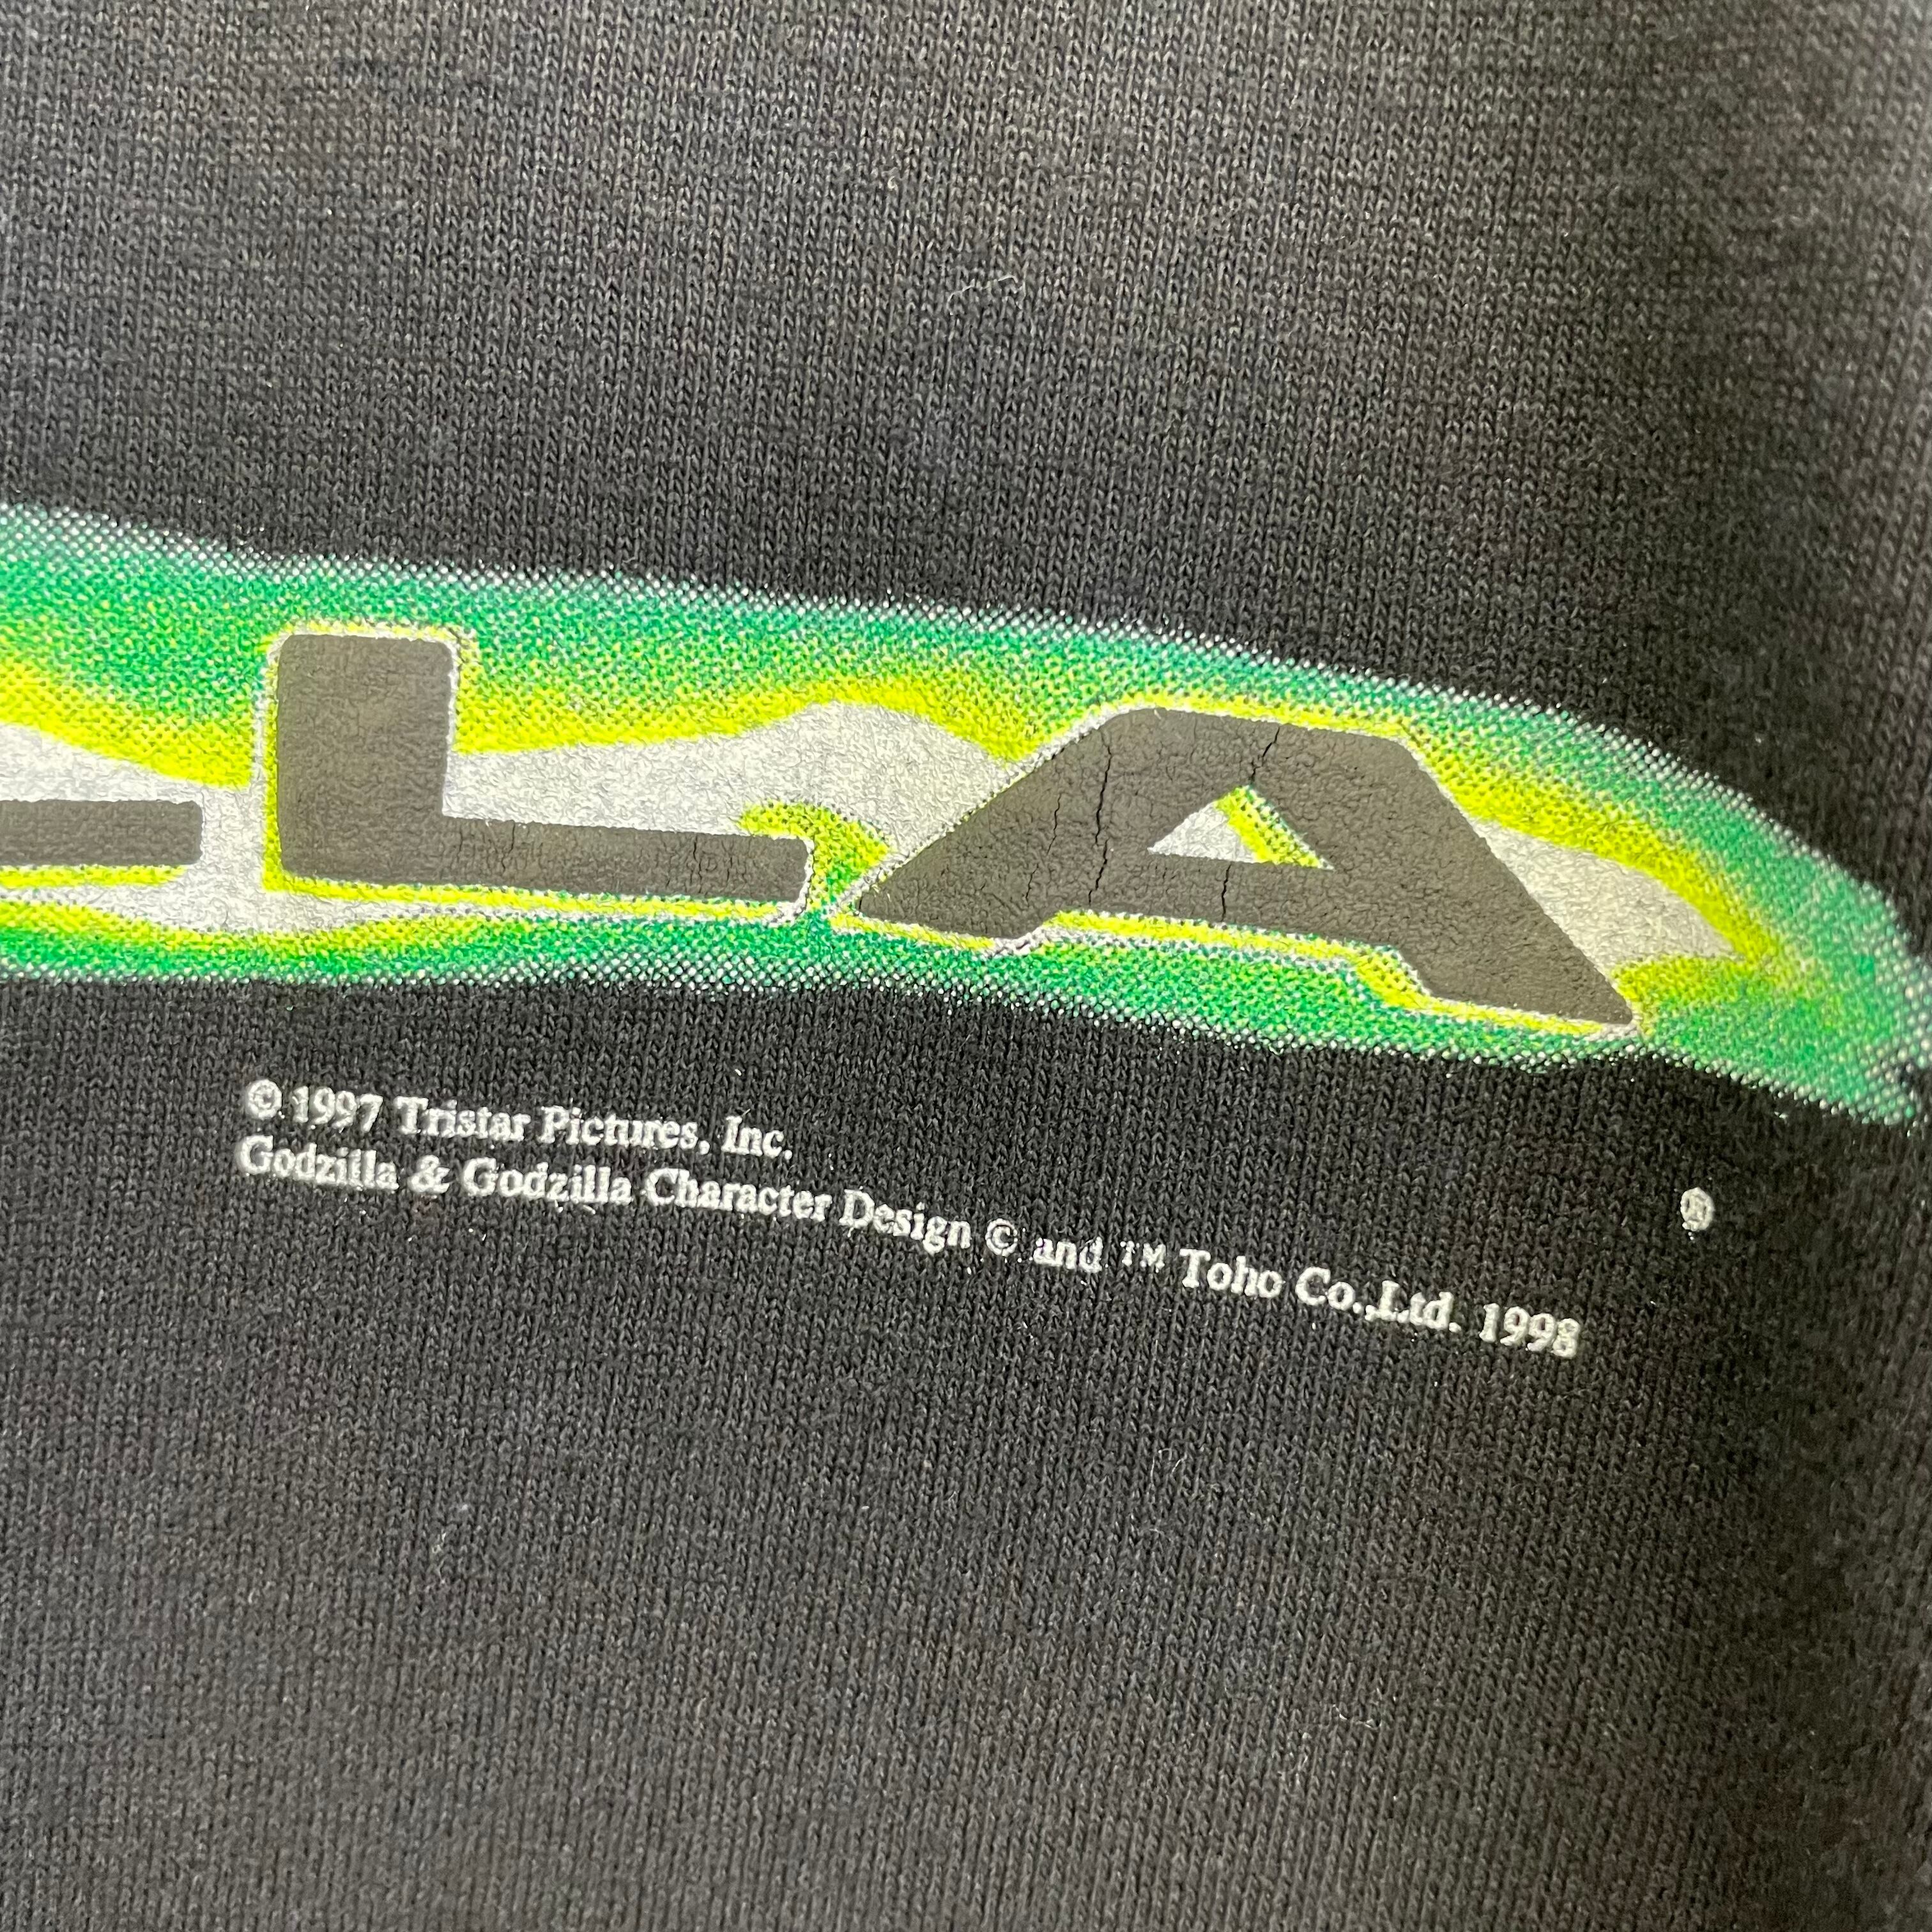 LLA
© 1997 Tristar Pictures, Inc.
®
Godzilla & Godzilla Character Design © and ™ Toho Co.,Ltd. 1998